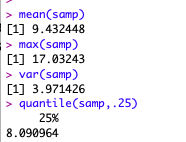 > mean(samp)
[1] 9.432448
> max(samp)
[1] 17.03243
> var(samp)
[1] 3.971426
> quantile(samp,.25)
25%
8.090964